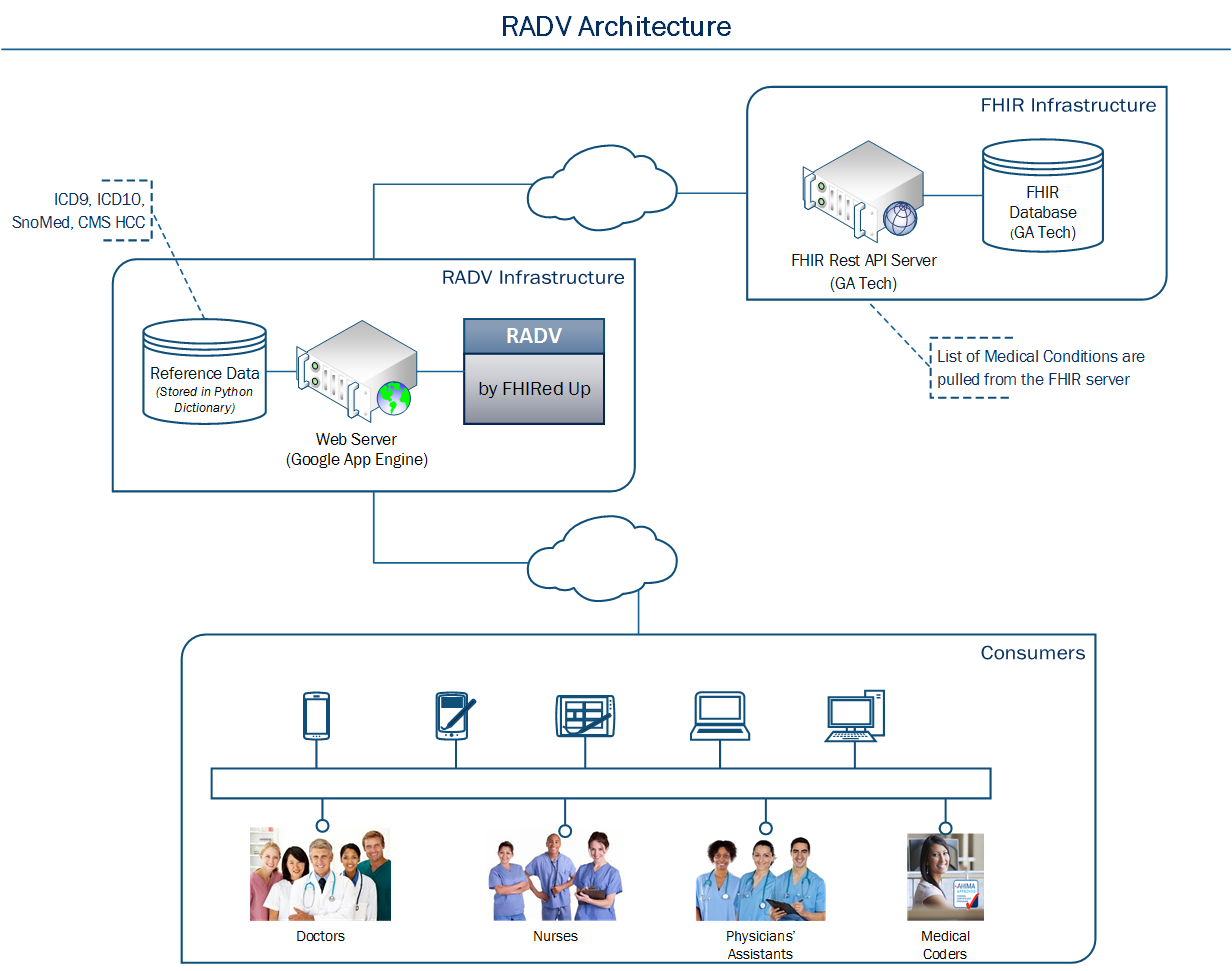 RADV Architecture
FHIR Infrastructure
FHIR
Database
(GA Tech)
FHIR Rest API Server
(GA Tech)
ICD9, ICD10,
SnoMed, CMS HCC
RADV Infrastructure
List of Medical Conditions are
pulled from the FHIR server
RADV
by FHIRed Up
Reference Data
(Stored in Python
Dictionary)
Web Server
(Google App Engine)
Consumers
AHIMA
APPROVED
Doctors
Nurses
Physicians’
Assistants
Medical
Coders